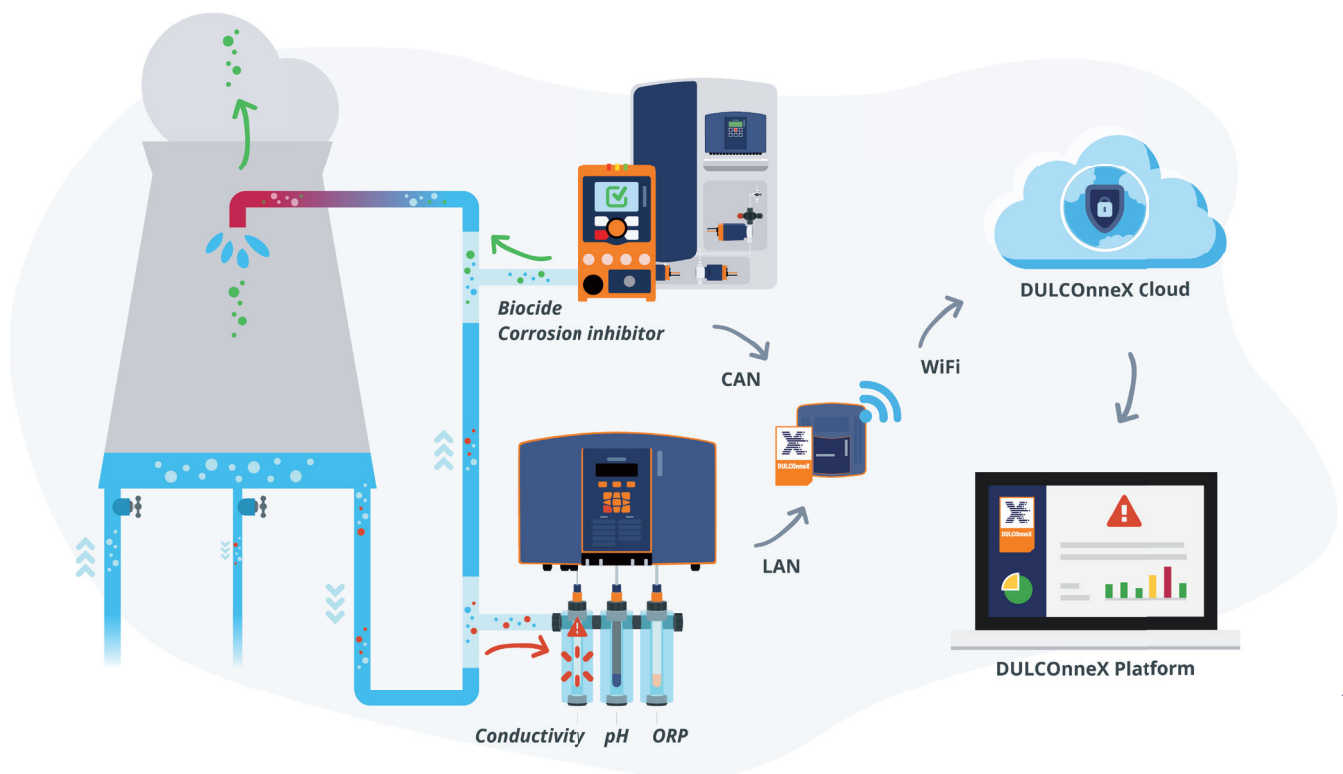 Biocide
Corrosion inhibitor
CAN
WiFi
DULCOnneX Cloud
DULCOnneX
LAN
DULCOnneX
DULCOnneX Platform
Conductivity
pH
ORP